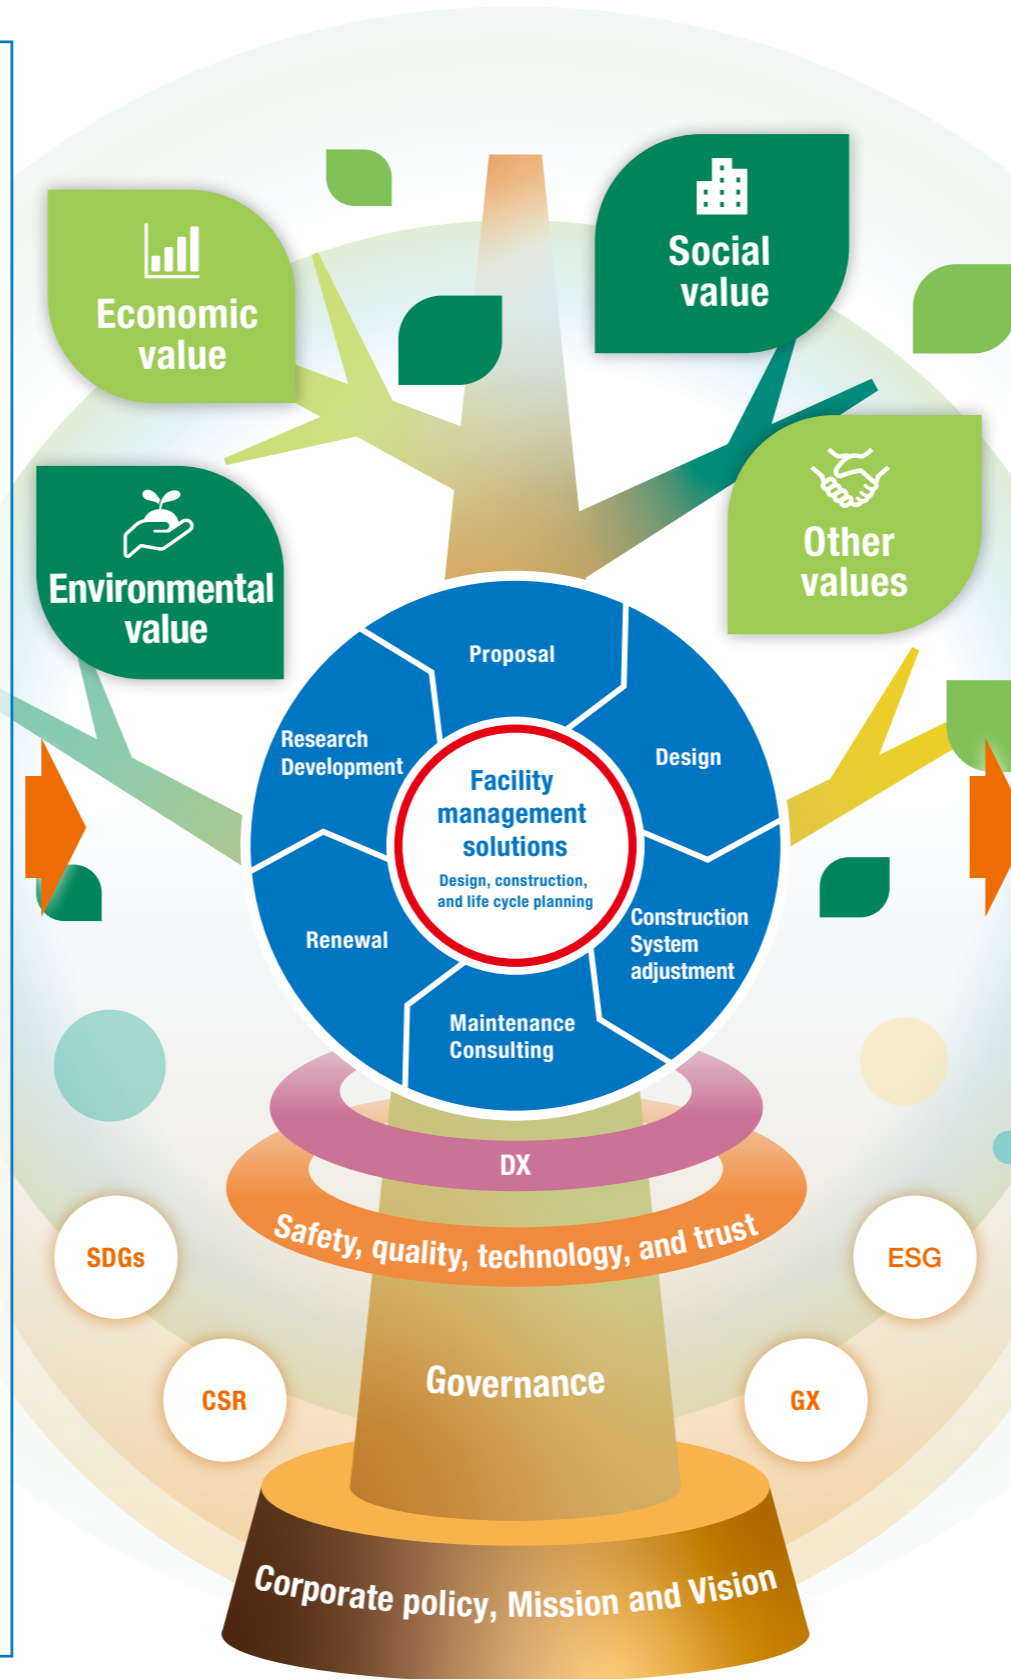 Economic
value
Social
value
Environmental
value
Other
values
Proposal
Design
Construction
System
adjustment
Maintenance
Consulting
Renewal
Research
Development
Facility
management
solutions
Design, construction,
and life cycle planning
DX
Safety, quality, technology, and trust
SDGs
ESG
CSR
GX
Governance
Corporate policy, Mission and Vision